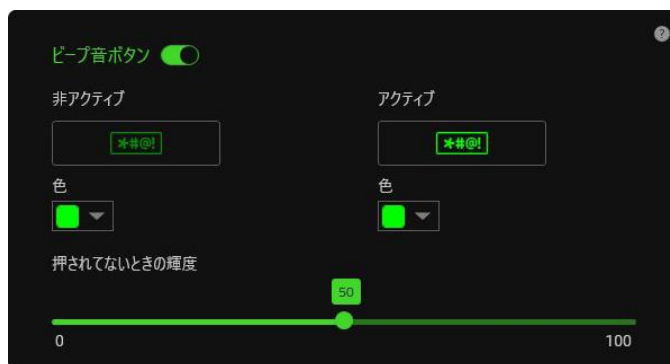 ?
ビープ音ボタン
非アクティブ
アクティブ
*#@!
*#@!
色
色
押されてないときの輝度
50
0
100